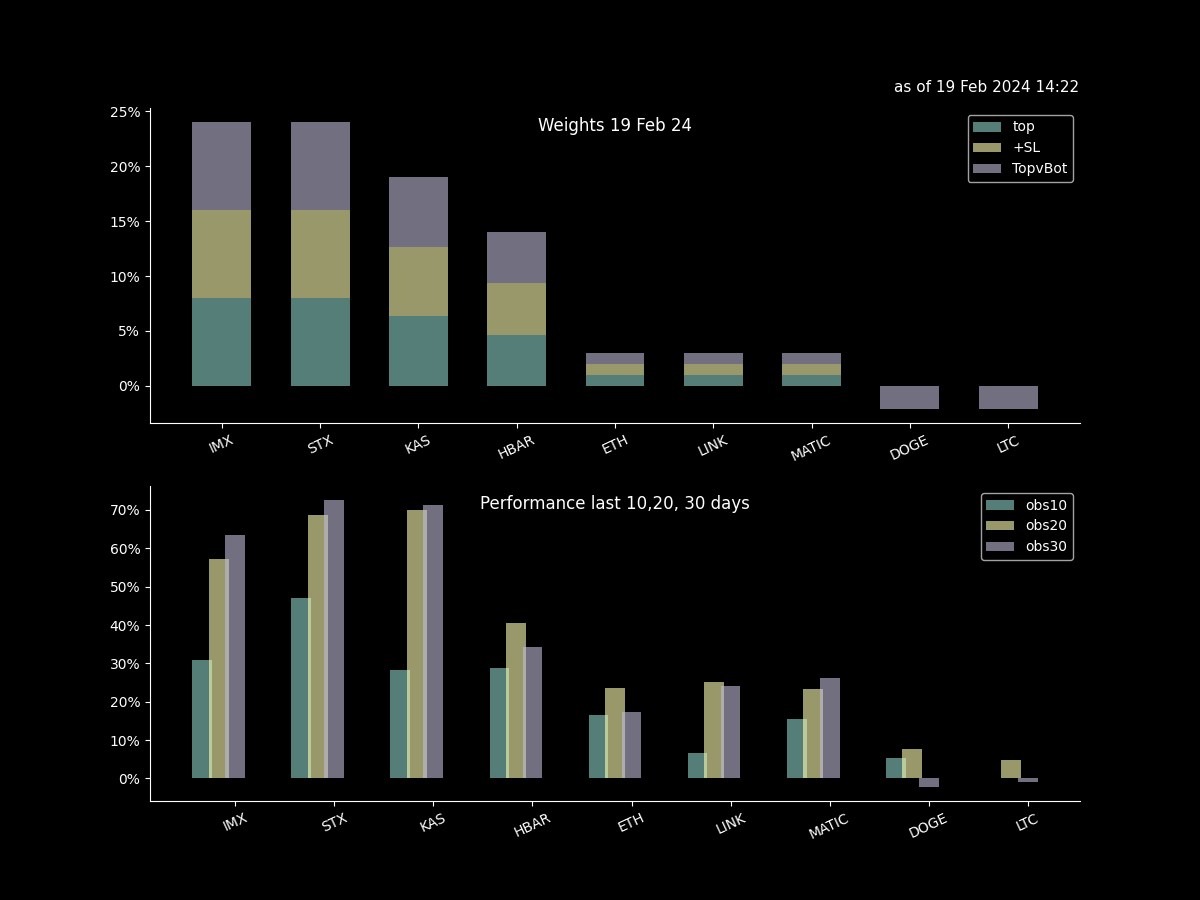 as of 19 Feb 2024 14:22
Weights 19 Feb 24
25%
20%
15%
10%
5%
0%
top
+SL
TopvBot
IMX
STX
KAS
HBAR
ETH
LINK
MATIC
DOGE
LTC
Performance last 10,20, 30 days
70%
60%
50%
40%
30%
20%
10%
0%
obs10
obs20
obs30
IMX
STX
KAS
HBAR
ETH
LINK
MATIC
DOGE
LTC